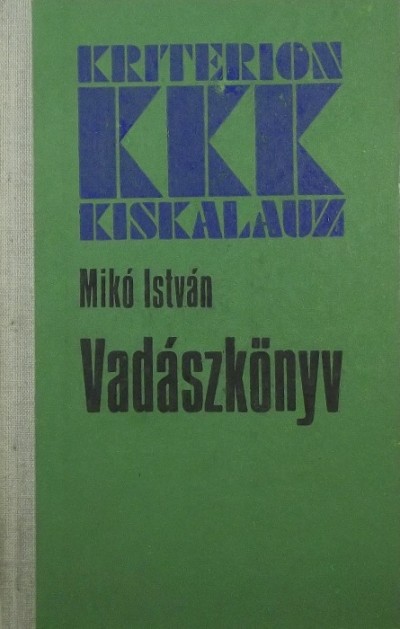 KRITERION
KKK
KISKALAUZ
Mikó István
Vadászkönyv